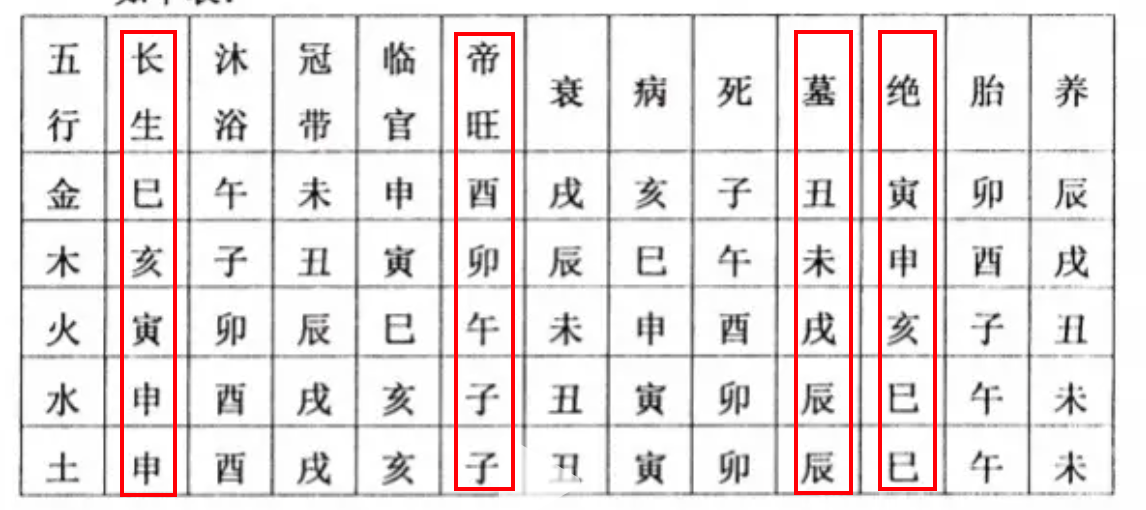 五行 长生 沐浴 冠带 临官 帝旺 衰 病 死 墓 绝 胎 养
金 巳 午 未 申 酉 戌 亥 子 丑 寅 卯 辰
木 亥 子 丑 寅 卯 辰 巳 午 未 申 酉 戌
火 寅 卯 辰 巳 午 未 申 酉 戌 亥 子 丑
水 申 酉 戌 亥 子 丑 寅 卯 辰 巳 午 未
土 申 酉 戌 亥 子 丑 寅 卯 辰 巳 午 未